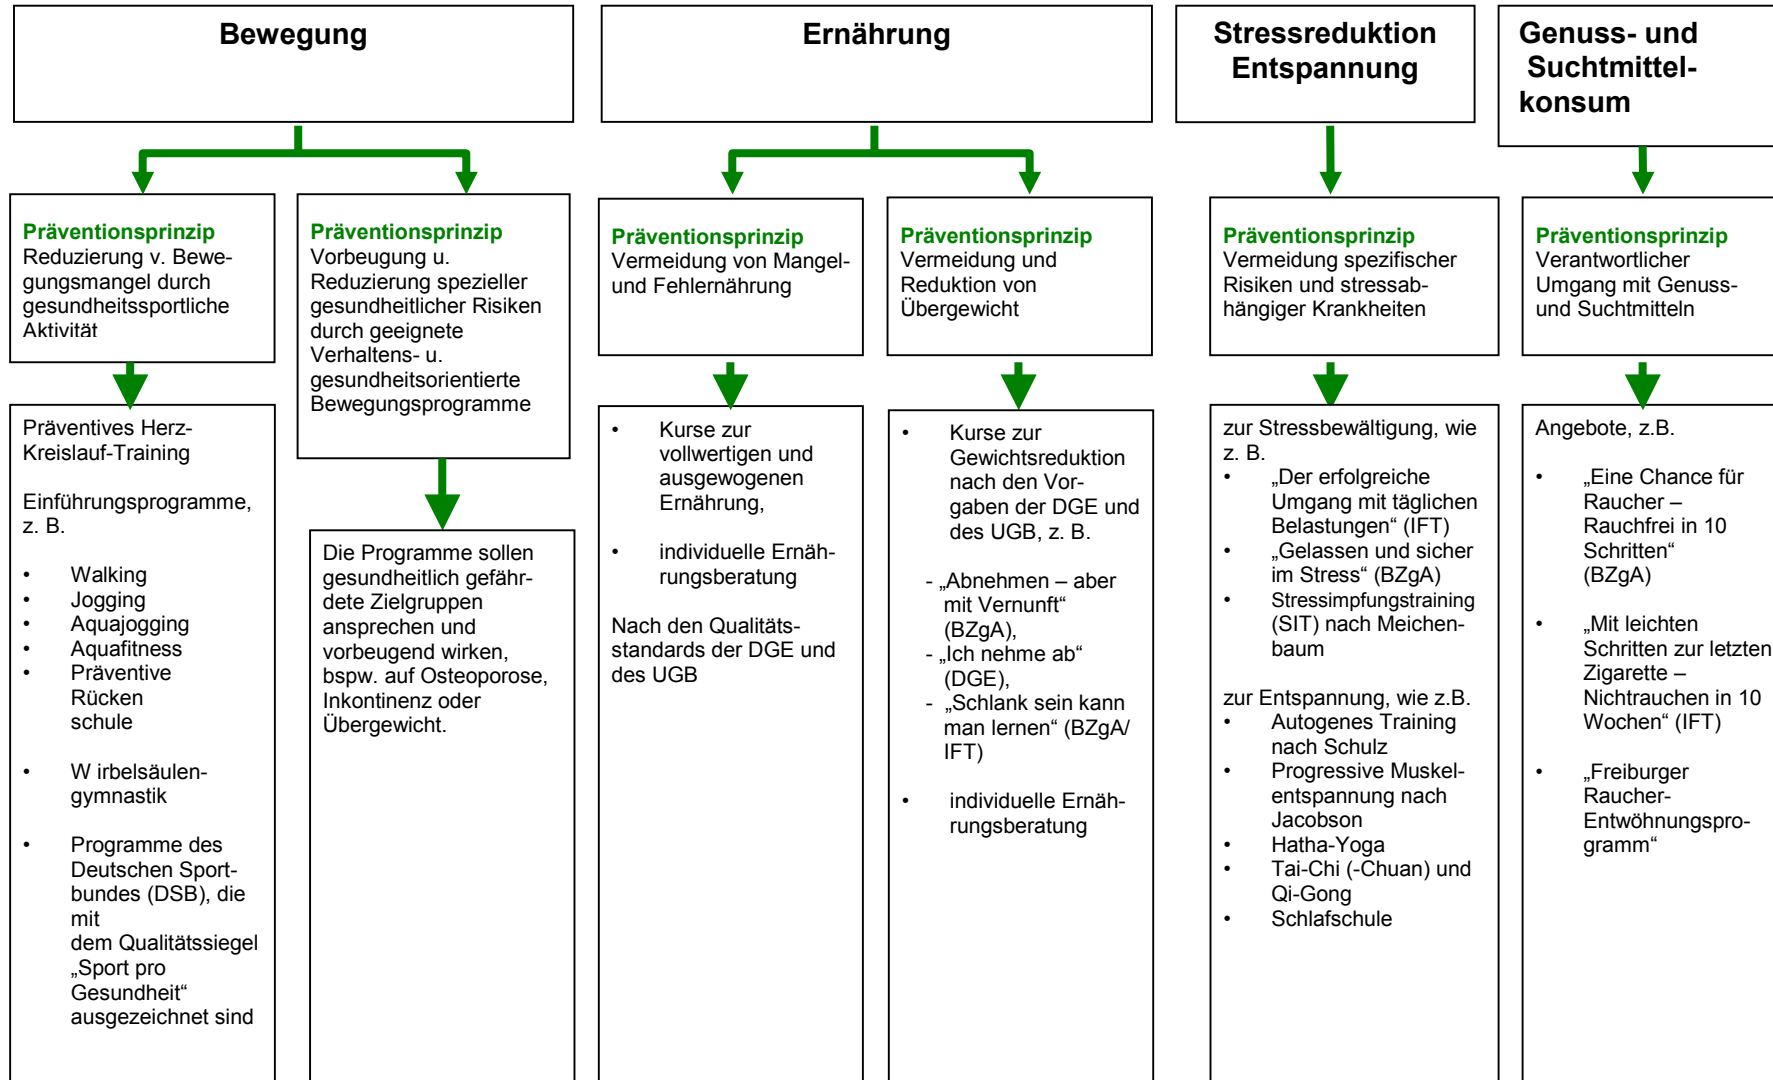 Bewegung
Ernährung
Stressreduktion
Entspannung
Genuss- und
Suchtmittel-
konsum
Präventionsprinzip
Reduzierung v. Bewe-
gungsmangel durch
gesundheitssportliche
Aktivität
Präventionsprinzip
Vorbeugung u.
Reduzierung spezieller
gesundheitlicher Risiken
durch geeignete
Verhaltens- u.
gesundheitsorientierte
Bewegungsprogramme
Präventionsprinzip
Vermeidung von Mangel-
und Fehlernährung
Präventionsprinzip
Vermeidung und
Reduktion von
Übergewicht
Präventionsprinzip
Vermeidung spezifischer
Risiken und stressab-
hängiger Krankheiten
Präventionsprinzip
Verantwortlicher
Umgang mit Genuss-
und Suchtmitteln
Präventives Herz-
Kreislauf-Training
Einführungsprogramme,
z. B.
• Walking
• Jogging
• Aquajogging
• Aquafitness
• Präventive
Rücken
schule
• W irbelsäulen-
gymnastik
• Programme des
Deutschen Sport-
bundes (DSB), die
mit
dem Qualitätssiegel
„Sport pro
Gesundheit“
ausgezeichnet sind
Die Programme sollen
gesundheitlich gefähr-
dete Zielgruppen
ansprechen und
vorbeugend wirken,
bspw. auf Osteoporose,
Inkontinenz oder
Übergewicht.
• Kurse zur
vollwertigen und
ausgewogenen
Ernährung,
• individuelle Ernäh-
rungsberatung
Nach den Qualitäts-
standards der DGE und
des UGB
• Kurse zur
Gewichtsreduktion
nach den Vor-
gaben der DGE und
des UGB, z. B.
- „Abnehmen – aber
mit Vernunft“
(BZgA),
- „Ich nehme ab“
(DGE),
- „Schlank sein kann
man lernen“ (BZgA/
IFT)
• individuelle Ernäh-
rungsberatung
zur Stressbewältigung, wie
z. B.
• „Der erfolgreiche
Umgang mit täglichen
Belastungen“ (IFT)
• „Gelassen und sicher
im Stress“ (BZgA)
• Stressimpfungstraining
(SIT) nach Meichen-
baum
zur Entspannung, wie z.B.
• Autogenes Training
nach Schulz
• Progressive Muskel-
entspannung nach
Jacobson
• Hatha-Yoga
• Tai-Chi (-Chuan) und
Qi-Gong
• Schlafschule
Angebote, z.B.
• „Eine Chance für
Raucher –
Rauchfrei in 10
Schritten“
(BZgA)
• „Mit leichten
Schritten zur letzten
Zigarette –
Nichtrauchen in 10
Wochen“ (IFT)
• „Freiburger
Raucher-
Entwöhnungspro-
gramm“